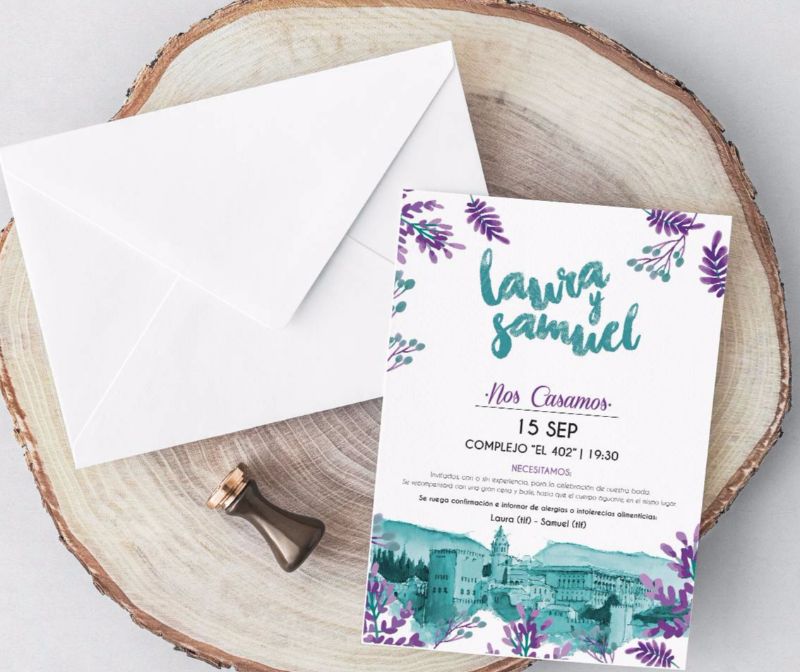 laura
y
samuel
·Nos Casamos·
15 SEP
COMPLEJO "EL 402" | 19:30
NECESITAMOS:
Invitados, con o sin experiencia, para la celebración de nuestra boda.
Se recompensará con una gran cena y baile, hasta que el cuerpo aguante, en el mismo lugar.
Se ruega confirmación e informar de alergias o intolerecias alimenticias:
Laura (tlf) - Samuel (tlf)